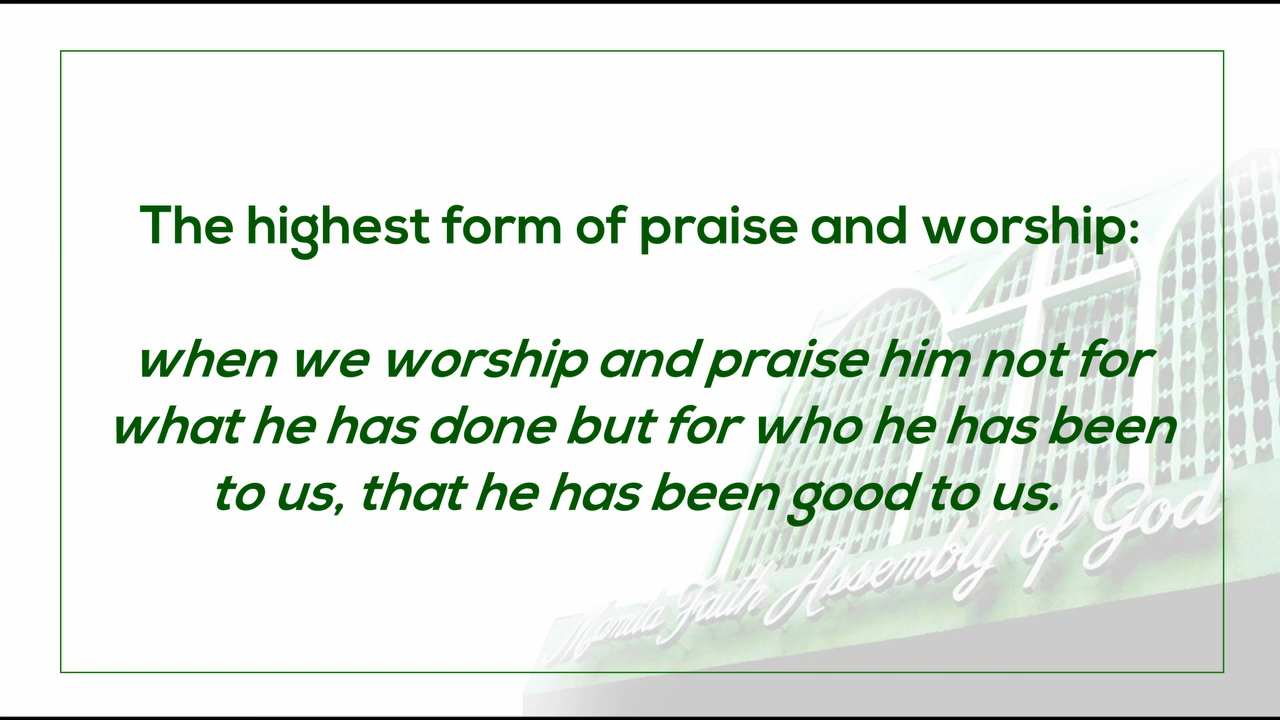 The highest form of praise and worship:
when we worship and praise him not for
what he has done but for who he has been
to us, that he has been good to us.
Manila Faith Assembly of God